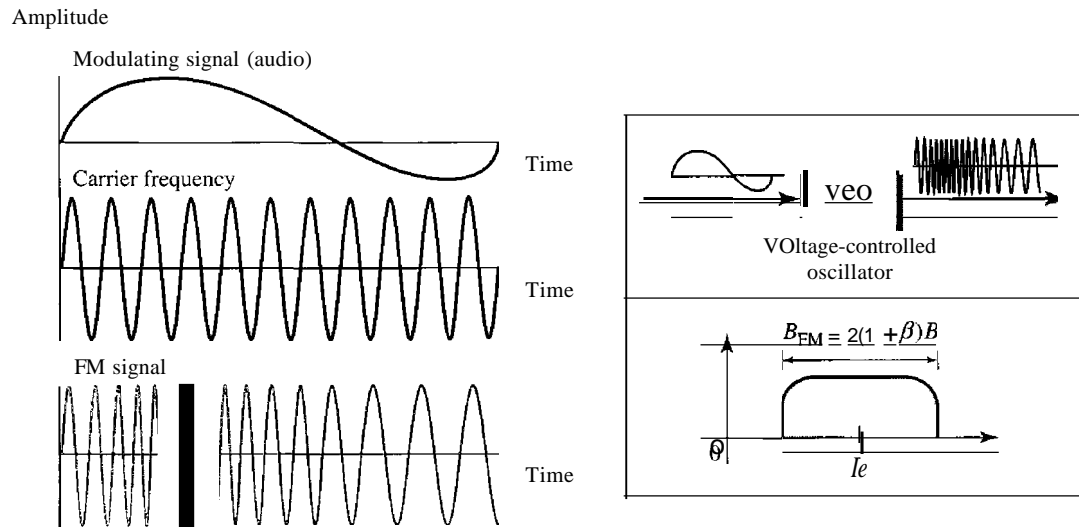 Amplitude
Modulating signal (audio)
Time
Carrier frequency
Time
FM signal
Time
veo
VOltage-controlled
oscillator
B_FM = 2(1 + β)B
Ie